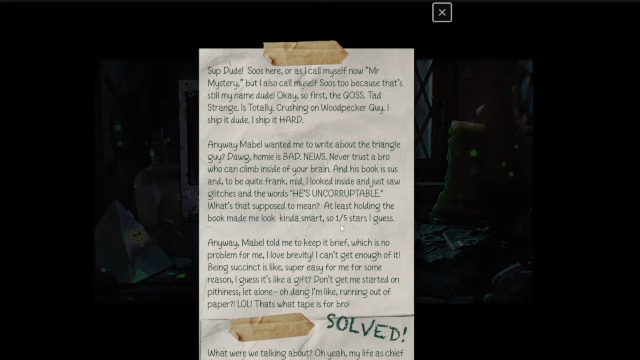 Sup Dude! Soos here, or as I call myself now "Mr
Mystery," but I also call myself Soos too because that's
still my name dude! Okay, so first, the GOSS. Tad
Strange. Is Totally. Crushing on Woodpecker Guy. I
ship it dude. I ship it HARD.
Anyway Mabel wanted me to write about the triangle
guy? Dawg, homie is BAD. NEWS. Never trust a bro
who can climb inside of your brain. And his book is sus
and, to be quite frank, mid. I looked inside and just saw
glitches and the words "HE'S UNCORRUPTABLE."
What's that supposed to mean? At least holding the
book made me look kinda smart, so 1/5 stars I guess.
Anyway, Mabel told me to keep it brief, which is no
problem for me, I love brevity! I can't get enough of it!
Being succinct is like, super easy for me for some
reason, I guess it's like a gift? Don't get me started on
pithiness, let alone- oh dang I'm like, running out of
paper?! LOL! Thats what tape is for bro!
SOLVED!
What were we talking about? Oh yeah, my life as chief